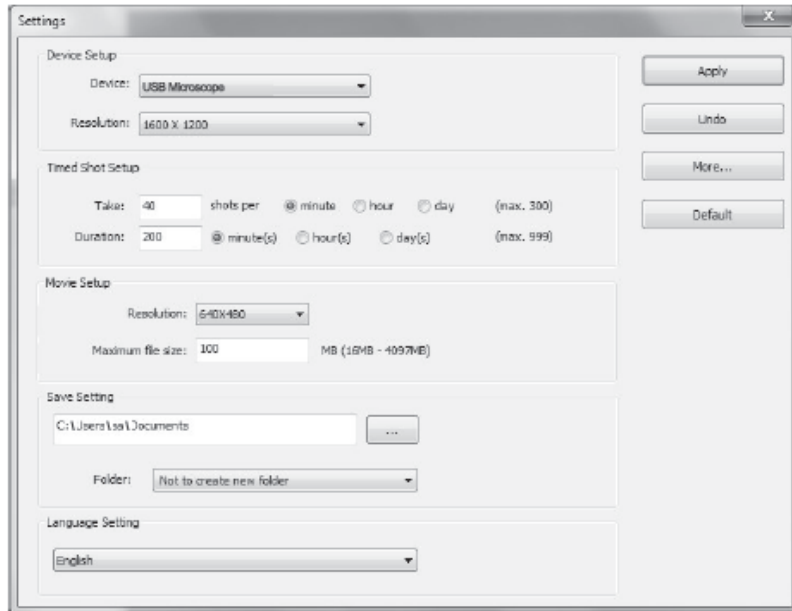 Settings
X
Device Setup
Device: USB Microscope
Resolution: 1600 X 1200
Timed Shot Setup
Take: 40 shots per minute hour day (max. 300)
Duration: 200 minute(s) hour(s) day(s) (max. 999)
Movie Setup
Resolution: 640X480
Maximum file size: 100 MB (16MB - 4097MB)
Save Setting
C:\Users\sa\Documents
...
Folder: Not to create new folder
Language Setting
English
Apply
Undo
More...
Default